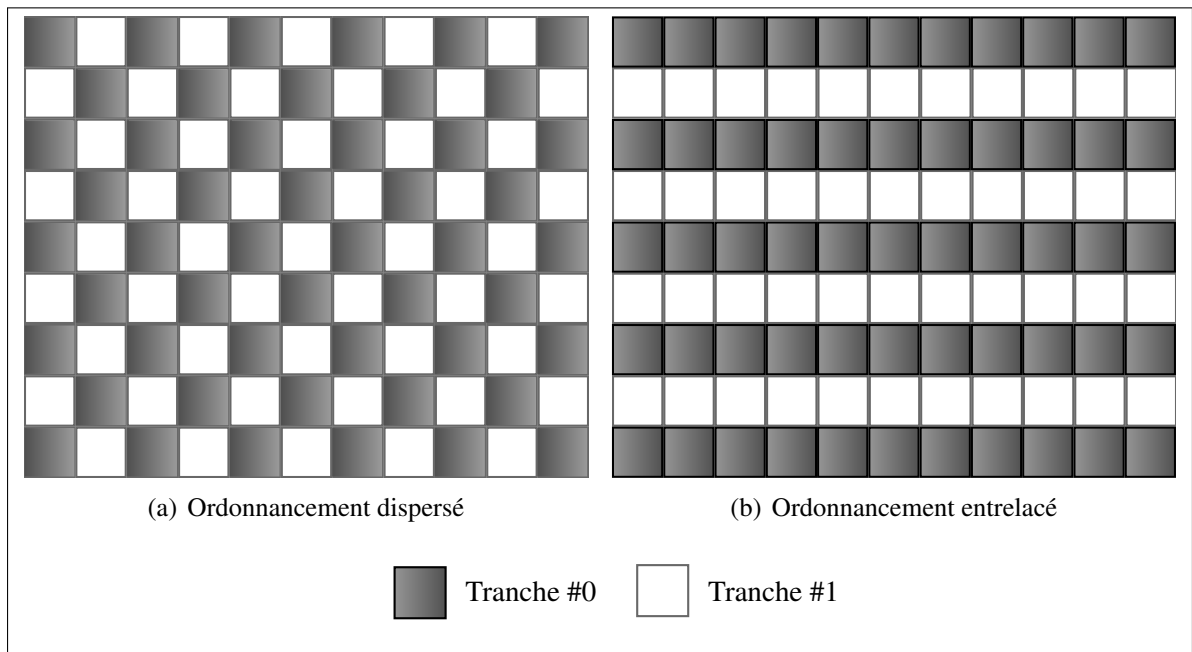 (a) Ordonnancement dispersé
(b) Ordonnancement entrelacé
Tranche #0
Tranche #1